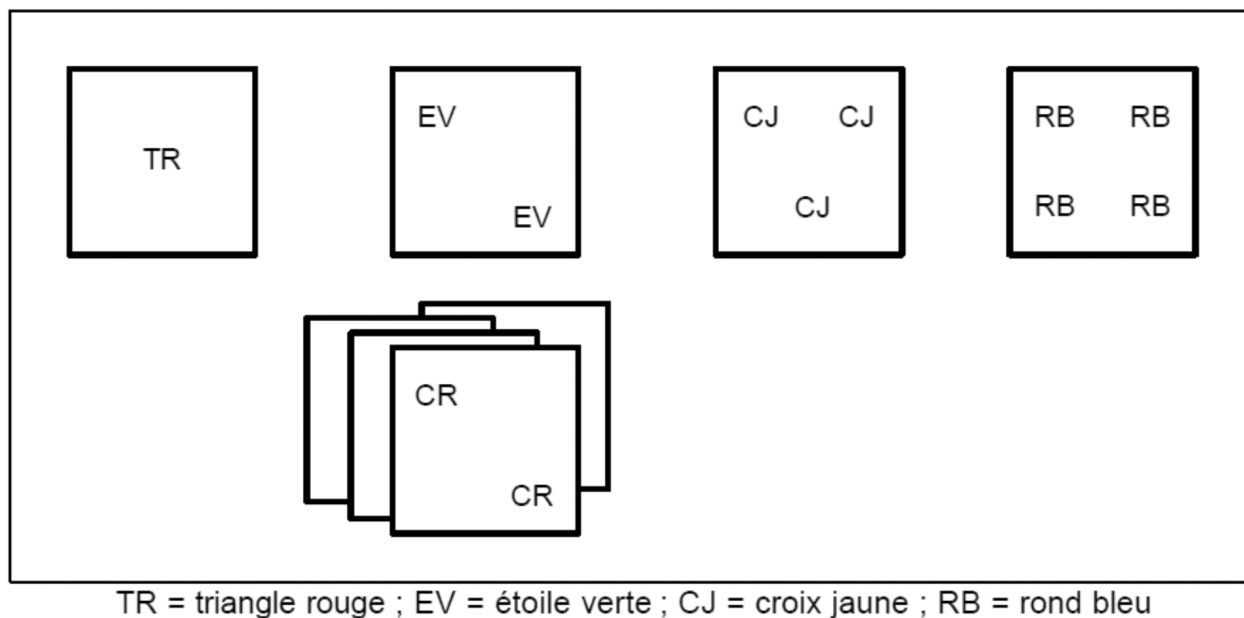 TR EV CJ CJ RB RB
EV CJ RB RB
CR
CR
TR = triangle rouge ; EV = étoile verte ; CJ = croix jaune ; RB = rond bleu